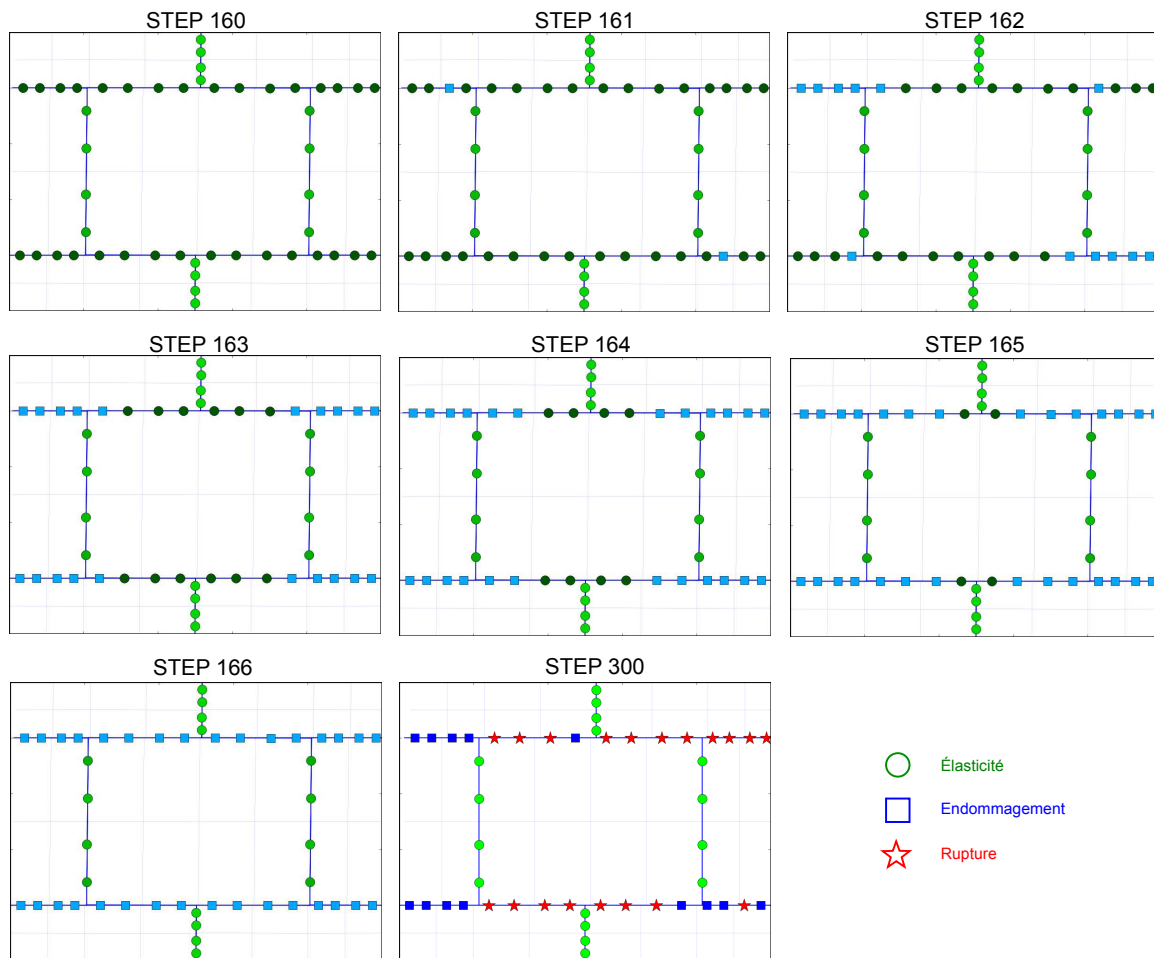 STEP 160
STEP 161
STEP 162
STEP 163
STEP 164
STEP 165
STEP 166
STEP 300
Élasticité
Endommagement
Rupture